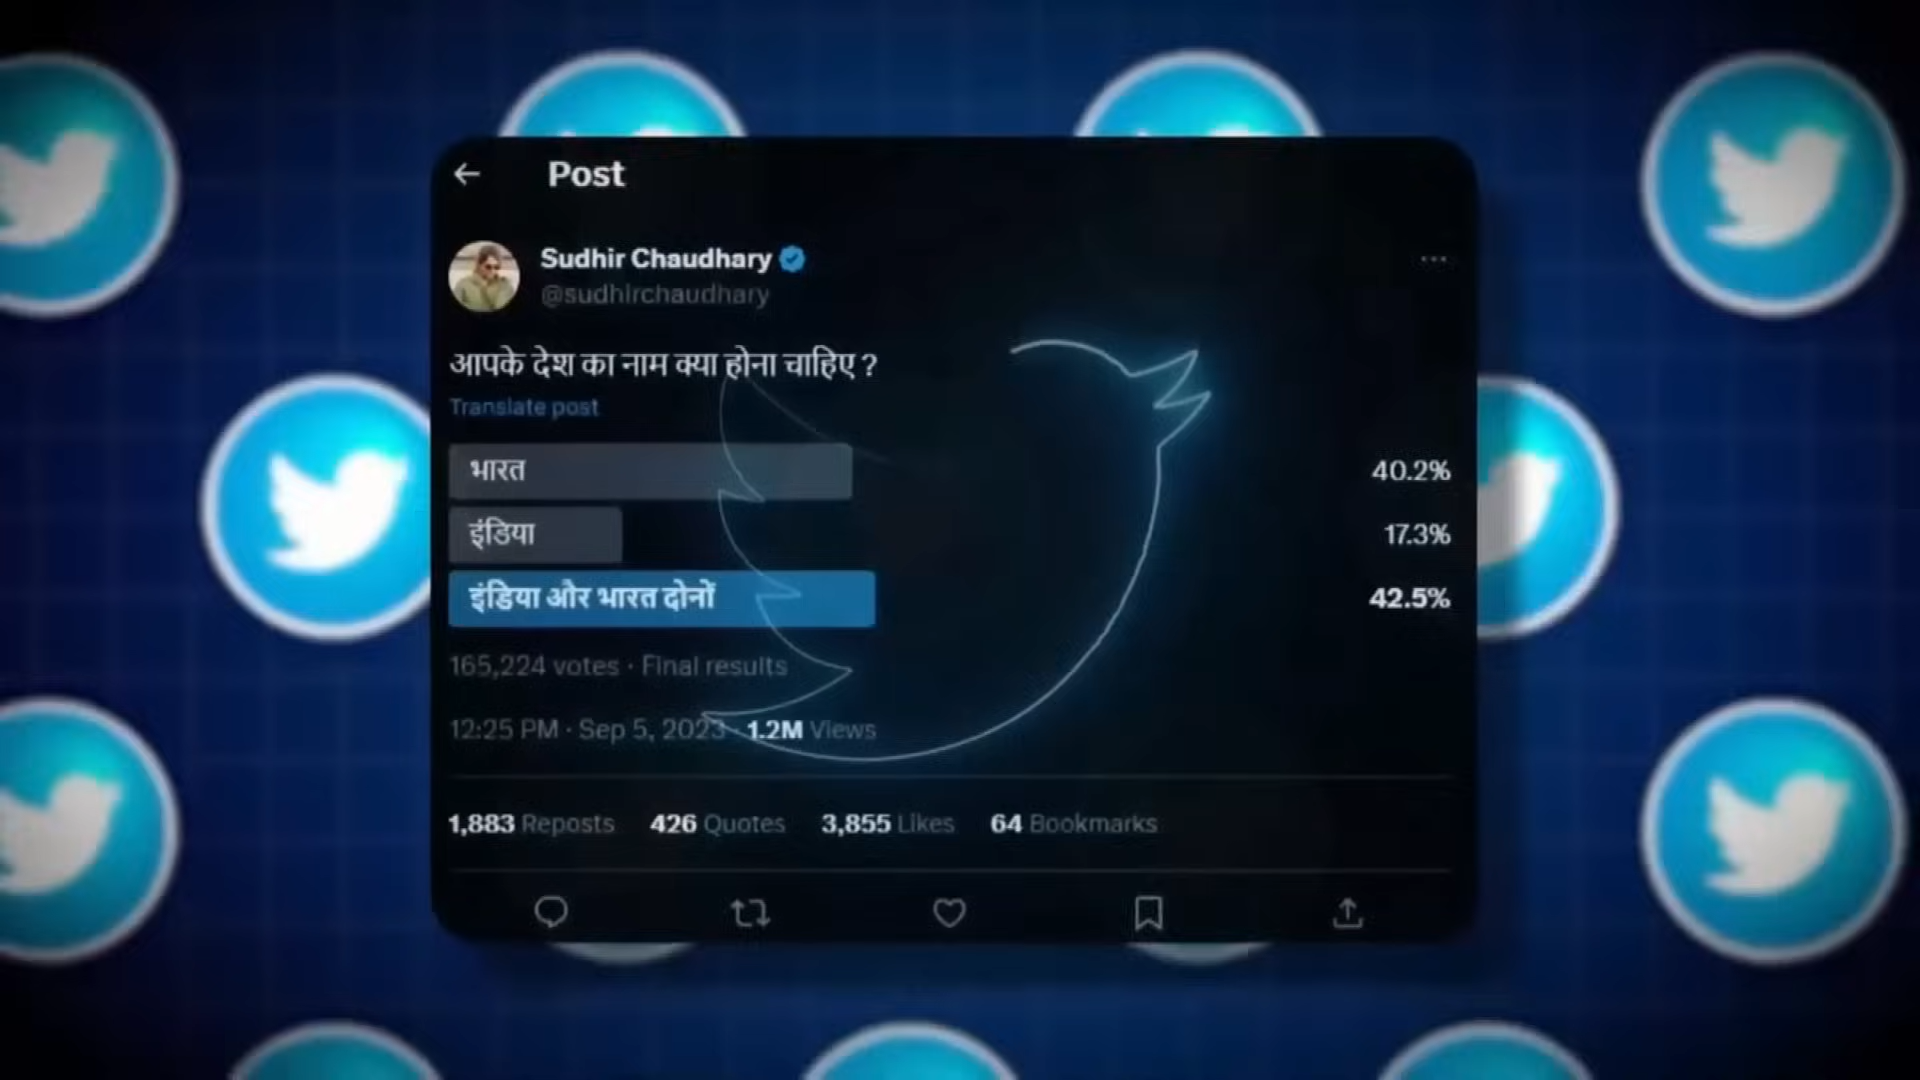 Post
Sudhir Chaudhary
@sudhirchaudhary
आपके देश का नाम क्या होना चाहिए ?
Translate post
भारत 40.2%
इंडिया 17.3%
इंडिया और भारत दोनों 42.5%
165,224 votes · Final results
12:25 PM · Sep 5, 2023 · 1.2M Views
1,883 Reposts 426 Quotes 3,855 Likes 64 Bookmarks